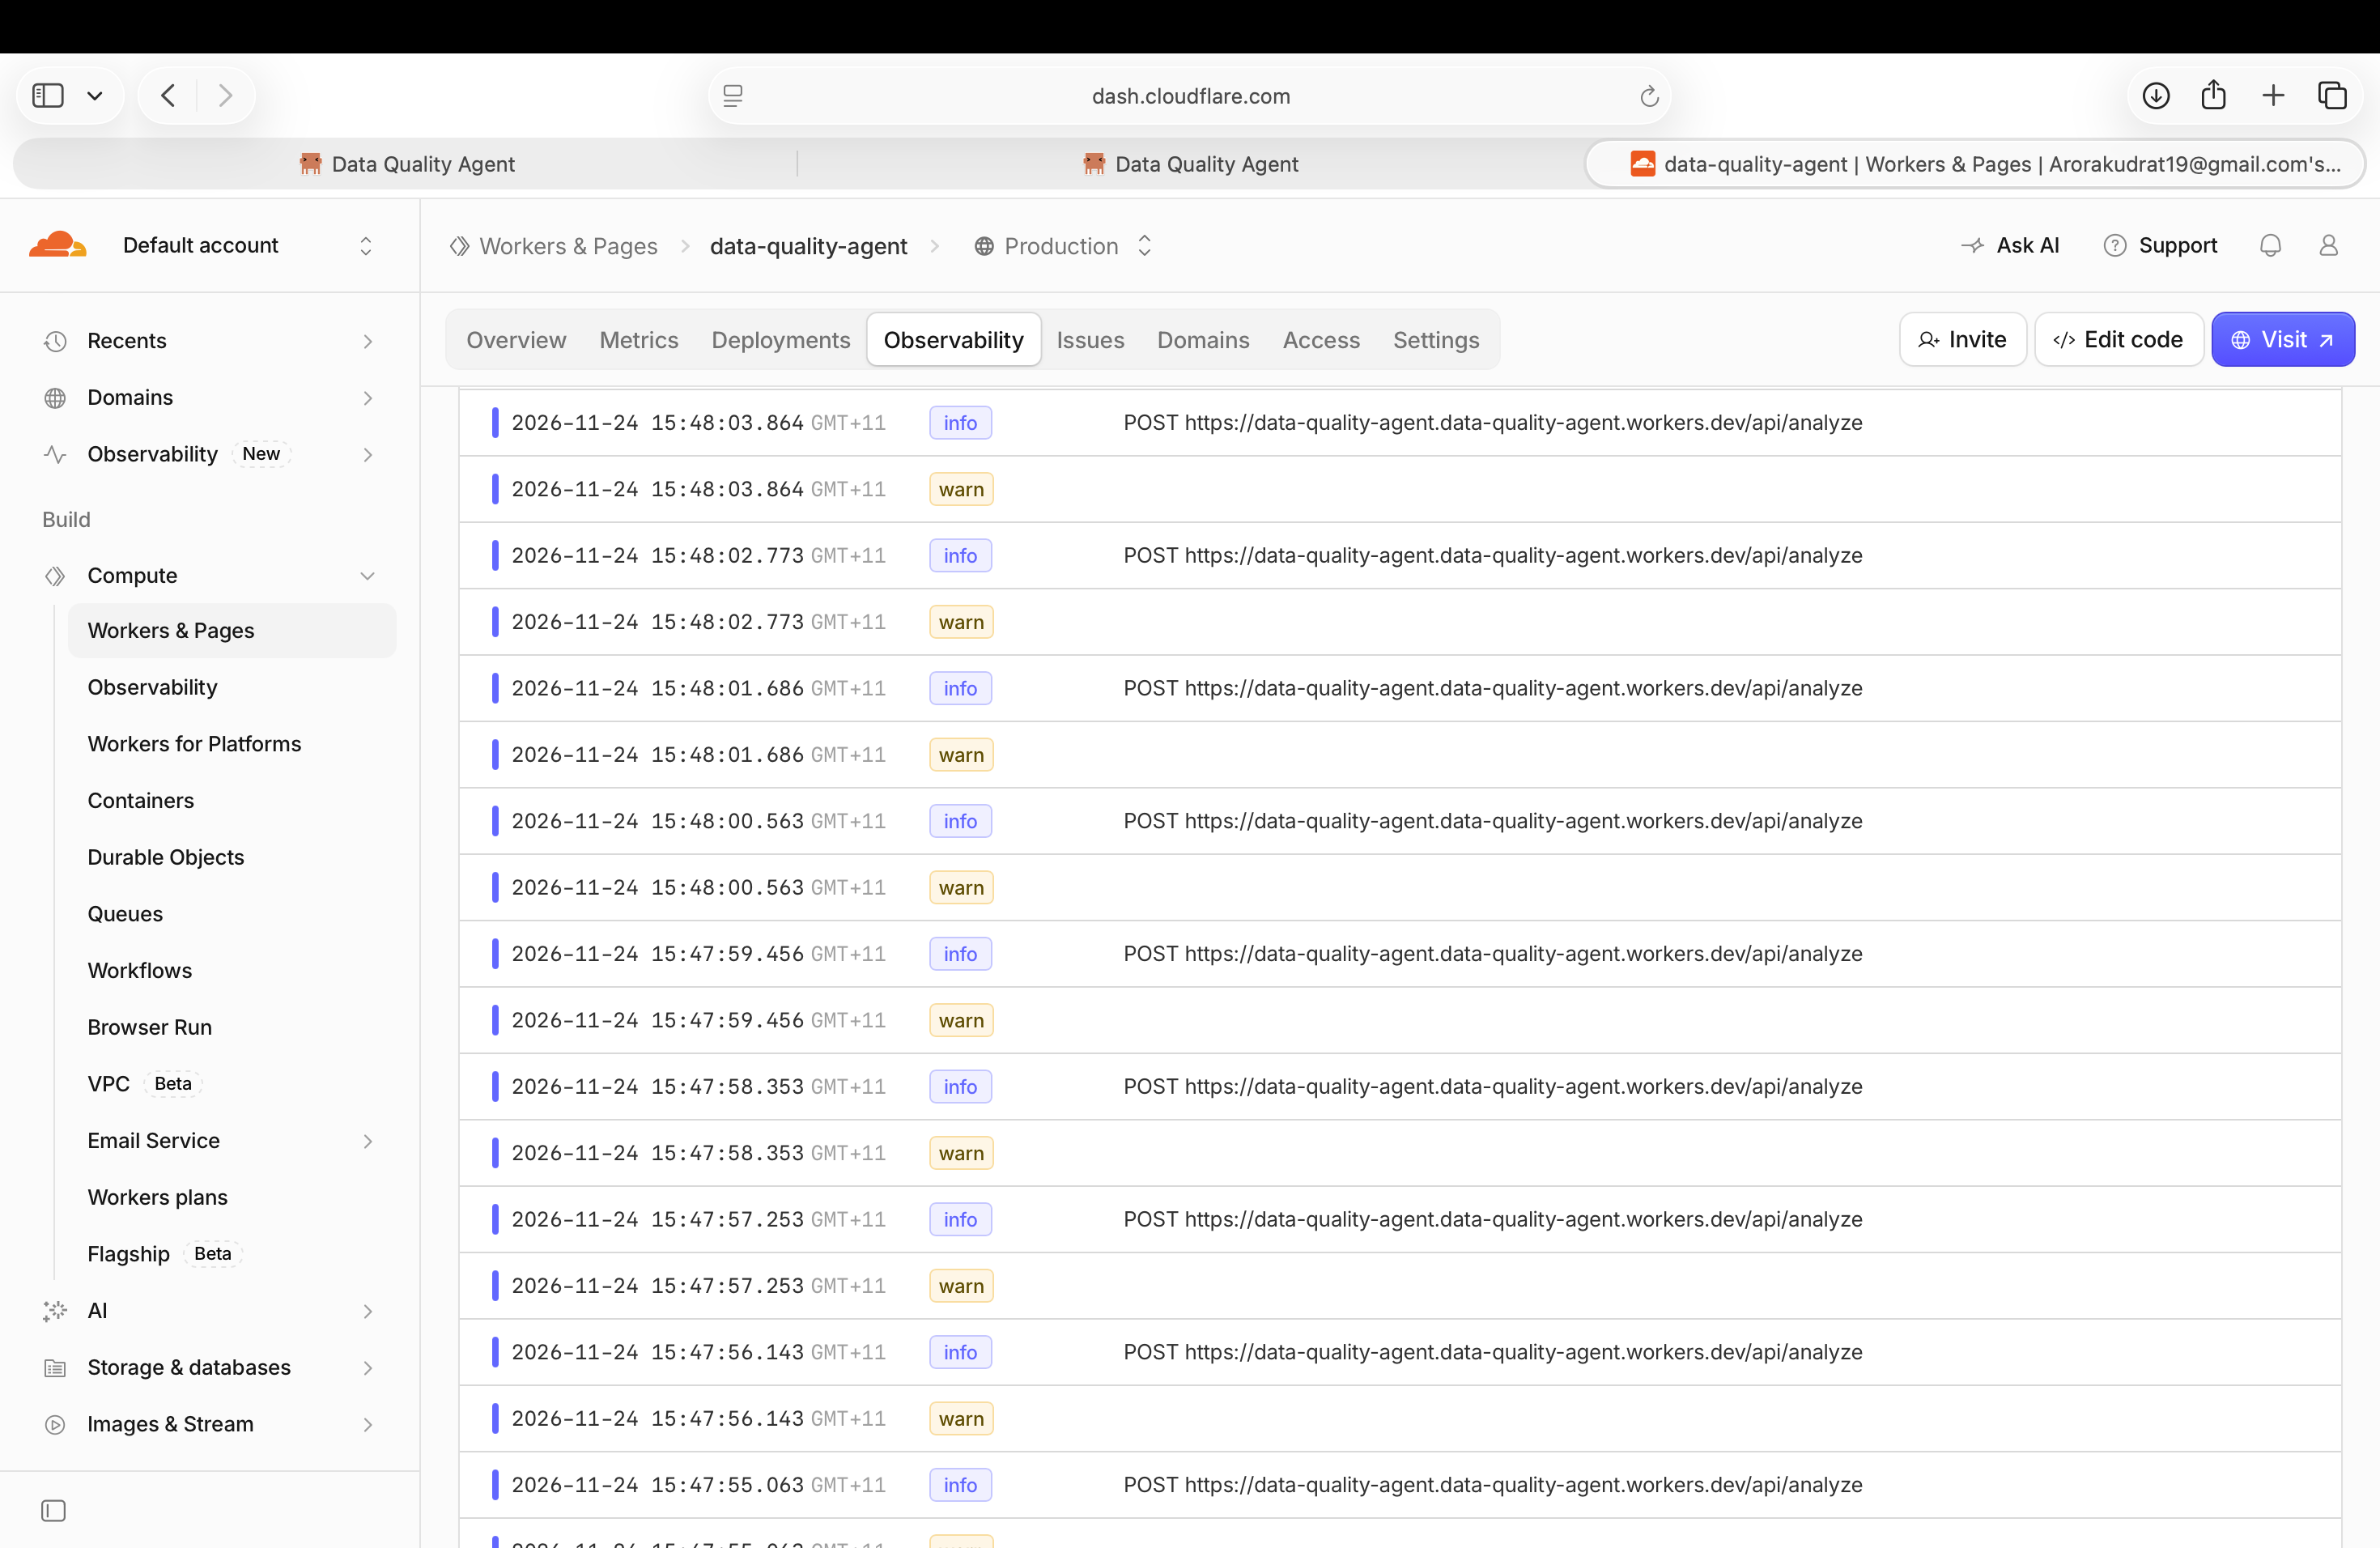 dash.cloudflare.com
Data Quality Agent
Data Quality Agent
data-quality-agent | Workers & Pages | Arorakudrat19@gmail.com's...
Default account
Workers & Pages
data-quality-agent
Production
Ask AI
Support
Recents
Domains
Observability New
Build
Compute
Workers & Pages
Observability
Workers for Platforms
Containers
Durable Objects
Queues
Workflows
Browser Run
VPC Beta
Email Service
Workers plans
Flagship Beta
AI
Storage & databases
Images & Stream
Overview Metrics Deployments Observability Issues Domains Access Settings
Invite
</> Edit code
Visit
2026-11-24 15:48:03.864 GMT+11 info POST https://data-quality-agent.data-quality-agent.workers.dev/api/analyze
2026-11-24 15:48:03.864 GMT+11 warn
2026-11-24 15:48:02.773 GMT+11 info POST https://data-quality-agent.data-quality-agent.workers.dev/api/analyze
2026-11-24 15:48:02.773 GMT+11 warn
2026-11-24 15:48:01.686 GMT+11 info POST https://data-quality-agent.data-quality-agent.workers.dev/api/analyze
2026-11-24 15:48:01.686 GMT+11 warn
2026-11-24 15:48:00.563 GMT+11 info POST https://data-quality-agent.data-quality-agent.workers.dev/api/analyze
2026-11-24 15:48:00.563 GMT+11 warn
2026-11-24 15:47:59.456 GMT+11 info POST https://data-quality-agent.data-quality-agent.workers.dev/api/analyze
2026-11-24 15:47:59.456 GMT+11 warn
2026-11-24 15:47:58.353 GMT+11 info POST https://data-quality-agent.data-quality-agent.workers.dev/api/analyze
2026-11-24 15:47:58.353 GMT+11 warn
2026-11-24 15:47:57.253 GMT+11 info POST https://data-quality-agent.data-quality-agent.workers.dev/api/analyze
2026-11-24 15:47:57.253 GMT+11 warn
2026-11-24 15:47:56.143 GMT+11 info POST https://data-quality-agent.data-quality-agent.workers.dev/api/analyze
2026-11-24 15:47:56.143 GMT+11 warn
2026-11-24 15:47:55.063 GMT+11 info POST https://data-quality-agent.data-quality-agent.workers.dev/api/analyze